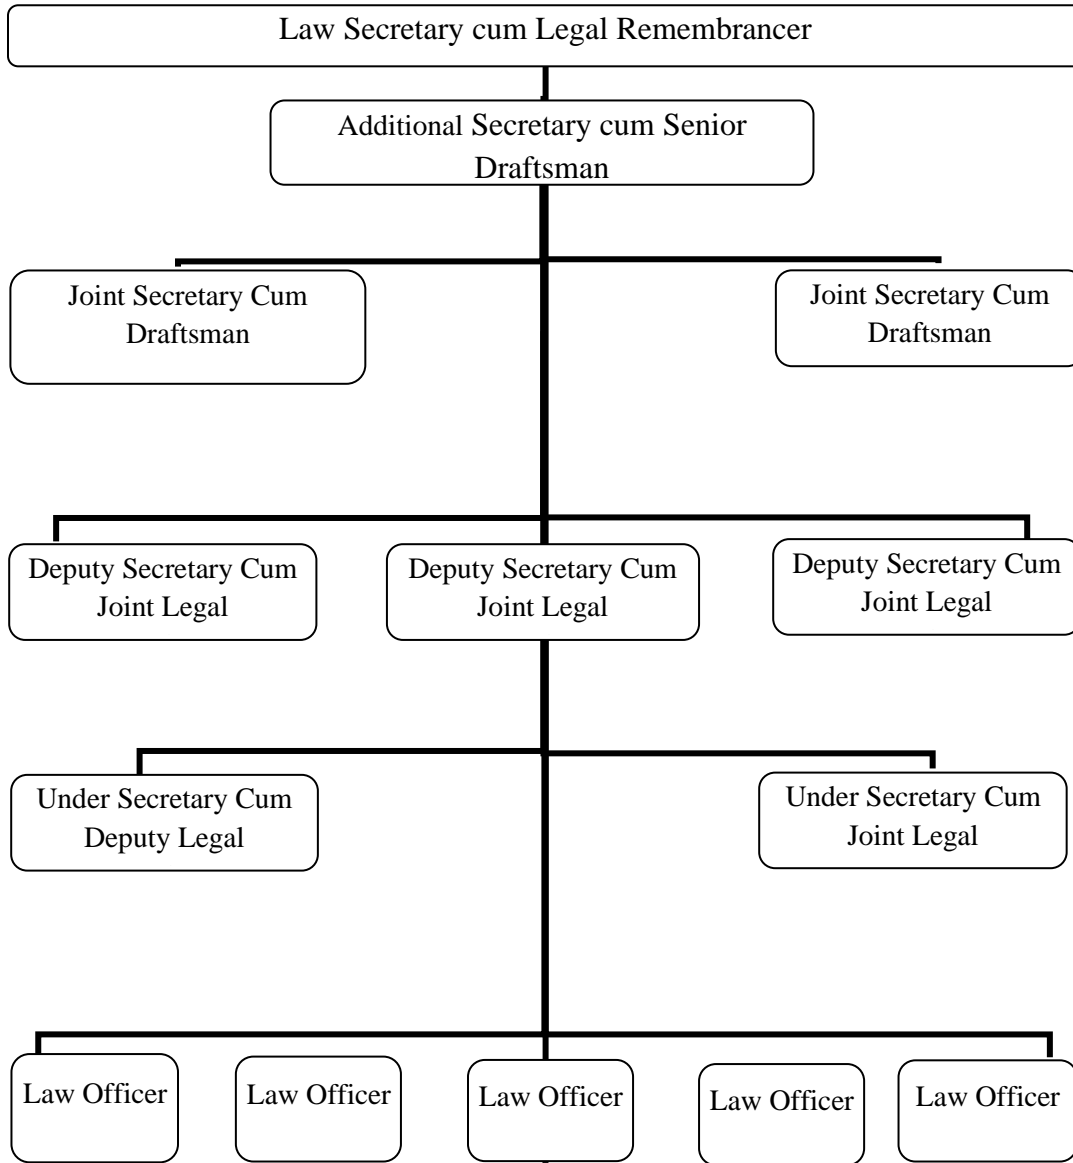 Law Secretary cum Legal Remembrancer
Additional Secretary cum Senior
Draftsman
Joint Secretary Cum
Draftsman
Joint Secretary Cum
Draftsman
Deputy Secretary Cum
Joint Legal
Deputy Secretary Cum
Joint Legal
Deputy Secretary Cum
Joint Legal
Under Secretary Cum
Deputy Legal
Under Secretary Cum
Joint Legal
Law Officer
Law Officer
Law Officer
Law Officer
Law Officer